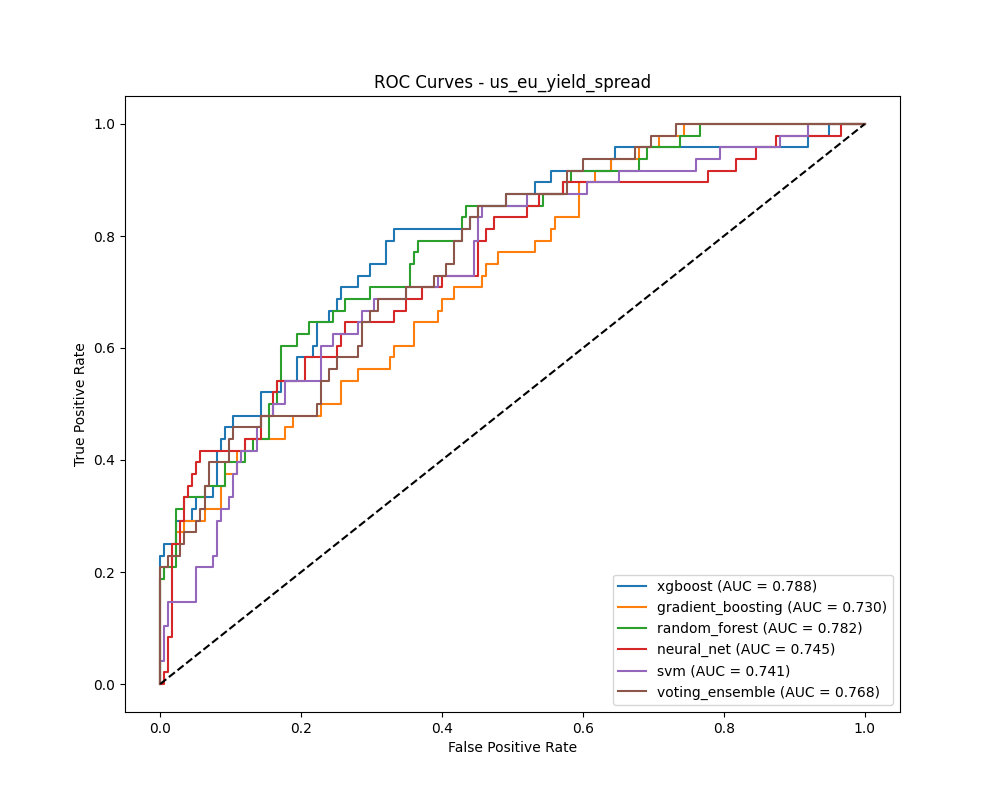 ROC Curves - us_eu_yield_spread
True Positive Rate
1.0
0.8
0.6
0.4
0.2
0.0
xgboost (AUC = 0.788)
gradient_boosting (AUC = 0.730)
random_forest (AUC = 0.782)
neural_net (AUC = 0.745)
svm (AUC = 0.741)
voting_ensemble (AUC = 0.768)
0.0 0.2 0.4 0.6 0.8 1.0
False Positive Rate